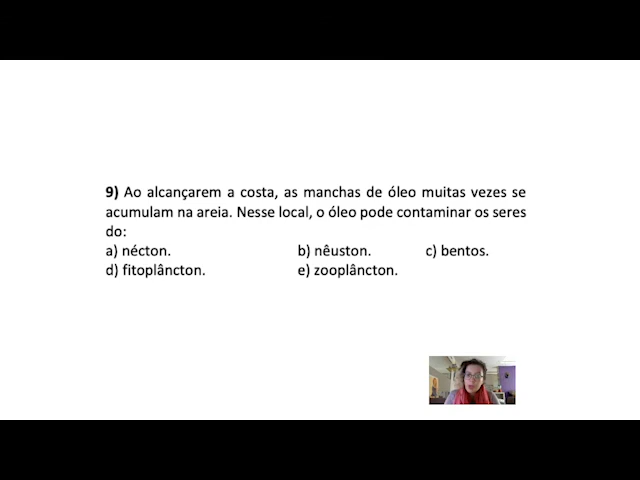 9) Ao alcançarem a costa, as manchas de óleo muitas vezes se
acumulam na areia. Nesse local, o óleo pode contaminar os seres
do:
a) nécton. b) nêuston. c) bentos.
d) fitoplâncton. e) zooplâncton.